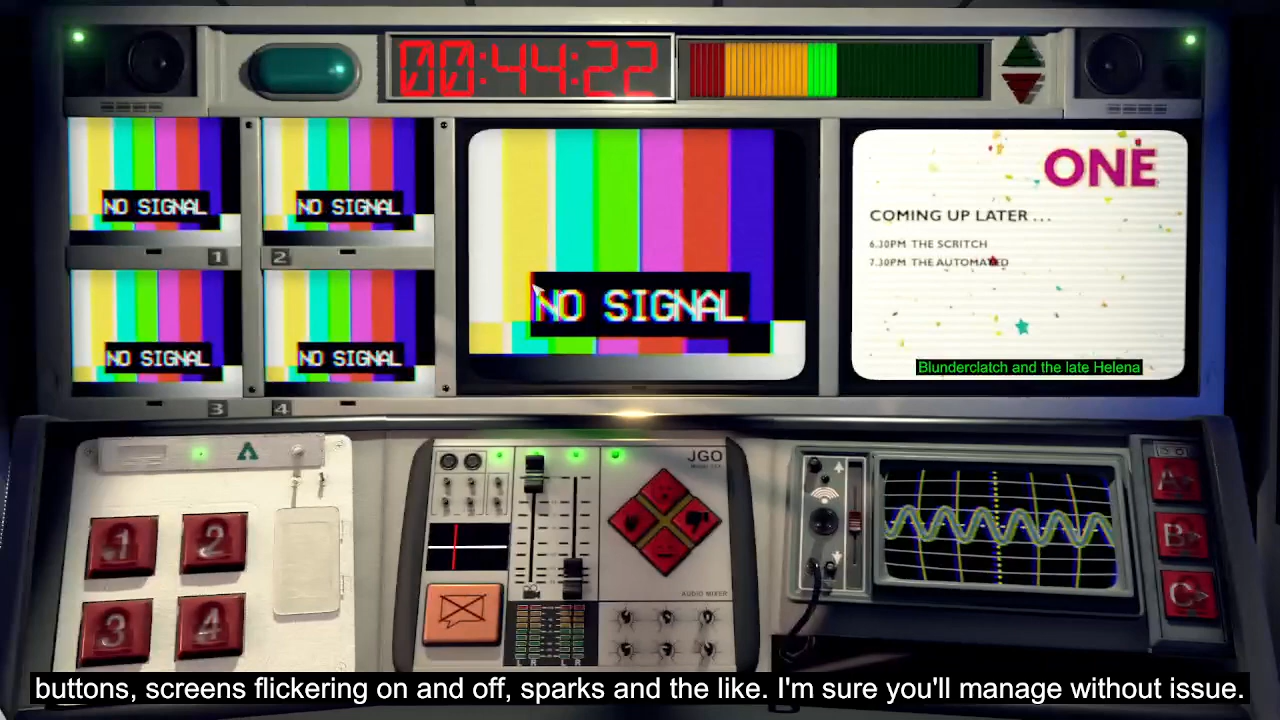 00:44:22
NO SIGNAL
NO SIGNAL
1
2
NO SIGNAL
NO SIGNAL
3
4
NO SIGNAL
ONE
COMING UP LATER ...
6.30PM THE SCRITCH
7.30PM THE AUTOMATED
Blunderclatch and the late Helena
1
2
3
4
JGO
AUDIO MIXER
L R L R
A
B
C
buttons, screens flickering on and off, sparks and the like. I'm sure you'll manage without issue.